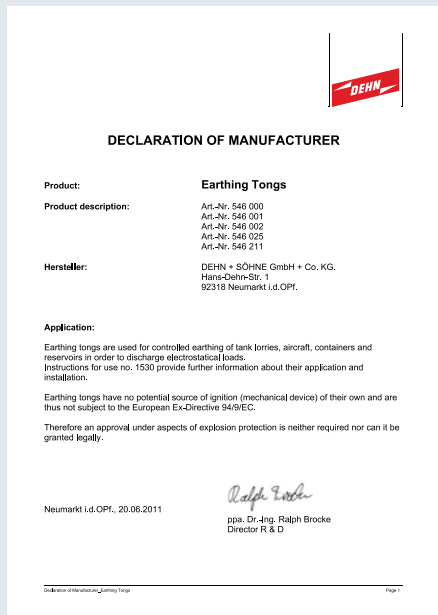 DEHN
DECLARATION OF MANUFACTURER
Product: Earthing Tongs
Product description: Art.-Nr. 546 000
Art.-Nr. 546 001
Art.-Nr. 546 002
Art.-Nr. 546 025
Art.-Nr. 546 211
Hersteller: DEHN + SÖHNE GmbH + Co. KG.
Hans-Dehn-Str. 1
92318 Neumarkt i.d.OPf.
Application:
Earthing tongs are used for controlled earthing of tank lorries, aircraft, containers and
reservoirs in order to discharge electrostatical loads.
Instructions for use no. 1530 provide further information about their application and
installation.
Earthing tongs have no potential source of ignition (mechanical device) of their own and are
thus not subject to the European Ex-Directive 94/9/EC.
Therefore an approval under aspects of explosion protection is neither required nor can it be
granted legally.
Ralph Brocke
Neumarkt i.d.OPf., 20.06.2011
ppa. Dr.-Ing. Ralph Brocke
Director R & D
Declaration of Manufacturer_Earthing Tongs Page 1